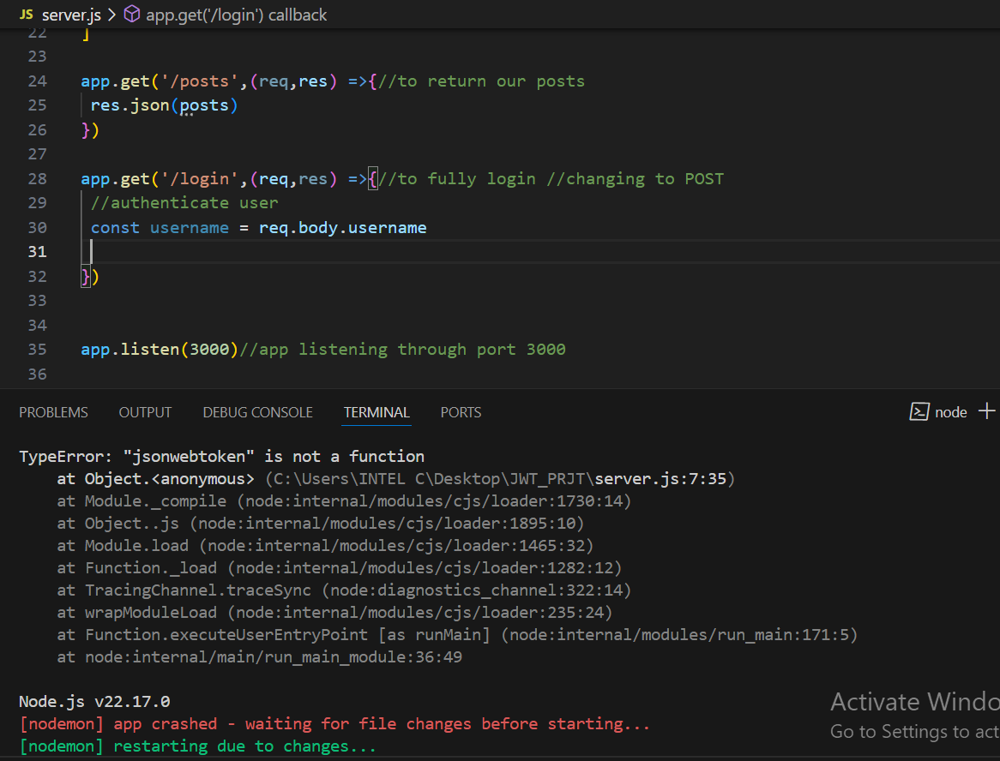 JS server.js > app.get('/login') callback
22 ]
23
24 app.get('/posts',(req,res) =>{//to return our posts
25 res.json(posts)
26 })
27
28 app.get('/login',(req,res) =>{//to fully login //changing to POST
29 //authenticate user
30 const username = req.body.username
31
32 })
33
34
35 app.listen(3000)//app listening through port 3000
36
PROBLEMS OUTPUT DEBUG CONSOLE TERMINAL PORTS node
TypeError: "jsonwebtoken" is not a function
at Object.<anonymous> (C:\Users\INTEL C\Desktop\JWT_PRJT\server.js:7:35)
at Module._compile (node:internal/modules/cjs/loader:1730:14)
at Object..js (node:internal/modules/cjs/loader:1895:10)
at Module.load (node:internal/modules/cjs/loader:1465:32)
at Function._load (node:internal/modules/cjs/loader:1282:12)
at TracingChannel.traceSync (node:diagnostics_channel:322:14)
at wrapModuleLoad (node:internal/modules/cjs/loader:235:24)
at Function.executeUserEntryPoint [as runMain] (node:internal/modules/run_main:171:5)
at node:internal/main/run_main_module:36:49
Node.js v22.17.0
[nodemon] app crashed - waiting for file changes before starting...
[nodemon] restarting due to changes...
Activate Windo
Go to Settings to act